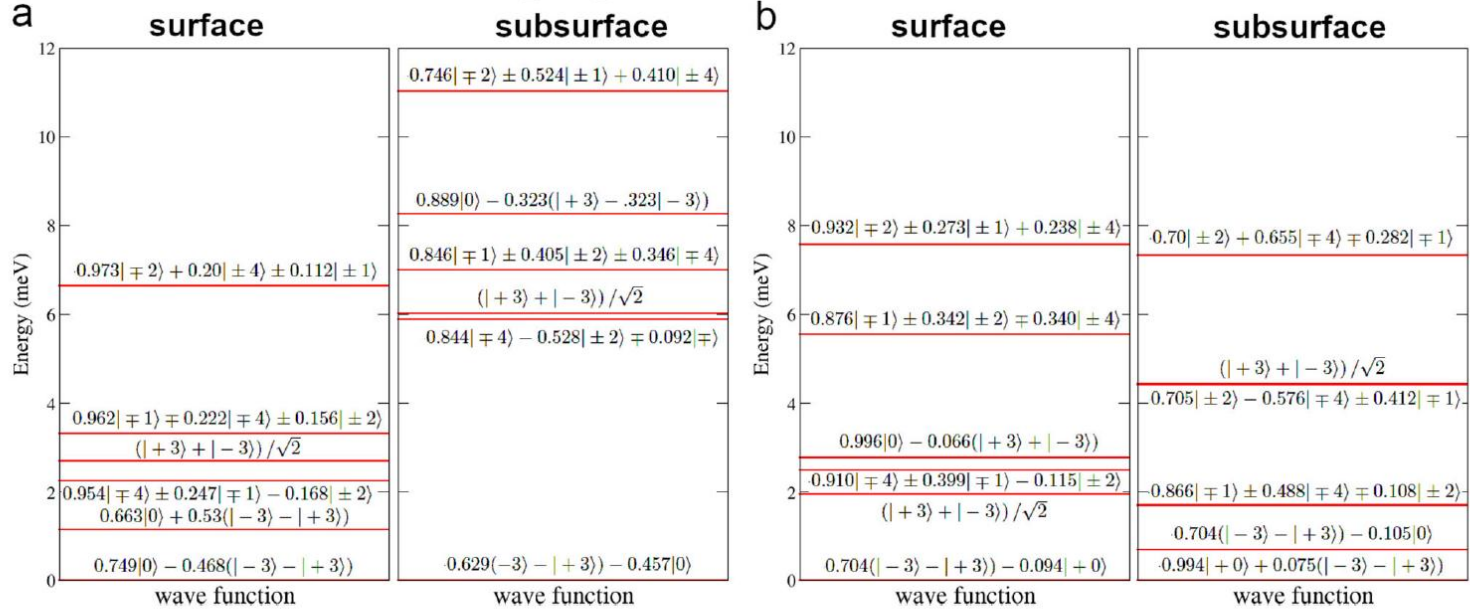 a
surface
subsurface
Energy (meV)
12
10
8
6
4
2
0
0.973| ∓ 2⟩ + 0.20| ± 4⟩ ± 0.112| ± 1⟩
0.962| ∓ 1⟩ ∓ 0.222| ∓ 4⟩ ± 0.156| ± 2⟩
(| + 3⟩ + | − 3⟩) /√2
0.954| ∓ 4⟩ ± 0.247| ∓ 1⟩ − 0.168| ± 2⟩
0.663|0⟩ + 0.53(| − 3⟩ − | + 3⟩)
0.749|0⟩ − 0.468(| − 3⟩ − | + 3⟩)
wave function
0.746| ∓ 2⟩ ± 0.524| ± 1⟩ + 0.410| ± 4⟩
0.889|0⟩ − 0.323(| + 3⟩ − .323| − 3⟩)
0.846| ∓ 1⟩ ± 0.405| ± 2⟩ ± 0.346| ∓ 4⟩
(| + 3⟩ + | − 3⟩) /√2
0.844| ∓ 4⟩ − 0.528| ± 2⟩ ∓ 0.092|∓⟩
0.629(−3⟩ − | + 3⟩) − 0.457|0⟩
wave function
b
surface
subsurface
Energy (meV)
12
10
8
6
4
2
0
0.932| ∓ 2⟩ ± 0.273| ± 1⟩ + 0.238| ± 4⟩
0.876| ∓ 1⟩ ± 0.342| ± 2⟩ ∓ 0.340| ± 4⟩
0.996|0⟩ − 0.066(| + 3⟩ + | − 3⟩)
0.910| ∓ 4⟩ ± 0.399| ∓ 1⟩ − 0.115| ± 2⟩
(| + 3⟩ + | − 3⟩) /√2
0.704(| − 3⟩ − | + 3⟩) − 0.094| + 0⟩
wave function
0.70| ± 2⟩ + 0.655| ∓ 4⟩ ∓ 0.282| ∓ 1⟩
(| + 3⟩ + | − 3⟩) /√2
0.705| ± 2⟩ − 0.576| ∓ 4⟩ ± 0.412| ∓ 1⟩
0.866| ∓ 1⟩ ± 0.488| ∓ 4⟩ ∓ 0.108| ± 2⟩
0.704(| − 3⟩ − | + 3⟩) − 0.105|0⟩
0.994| + 0⟩ + 0.075(| − 3⟩ − | + 3⟩)
wave function